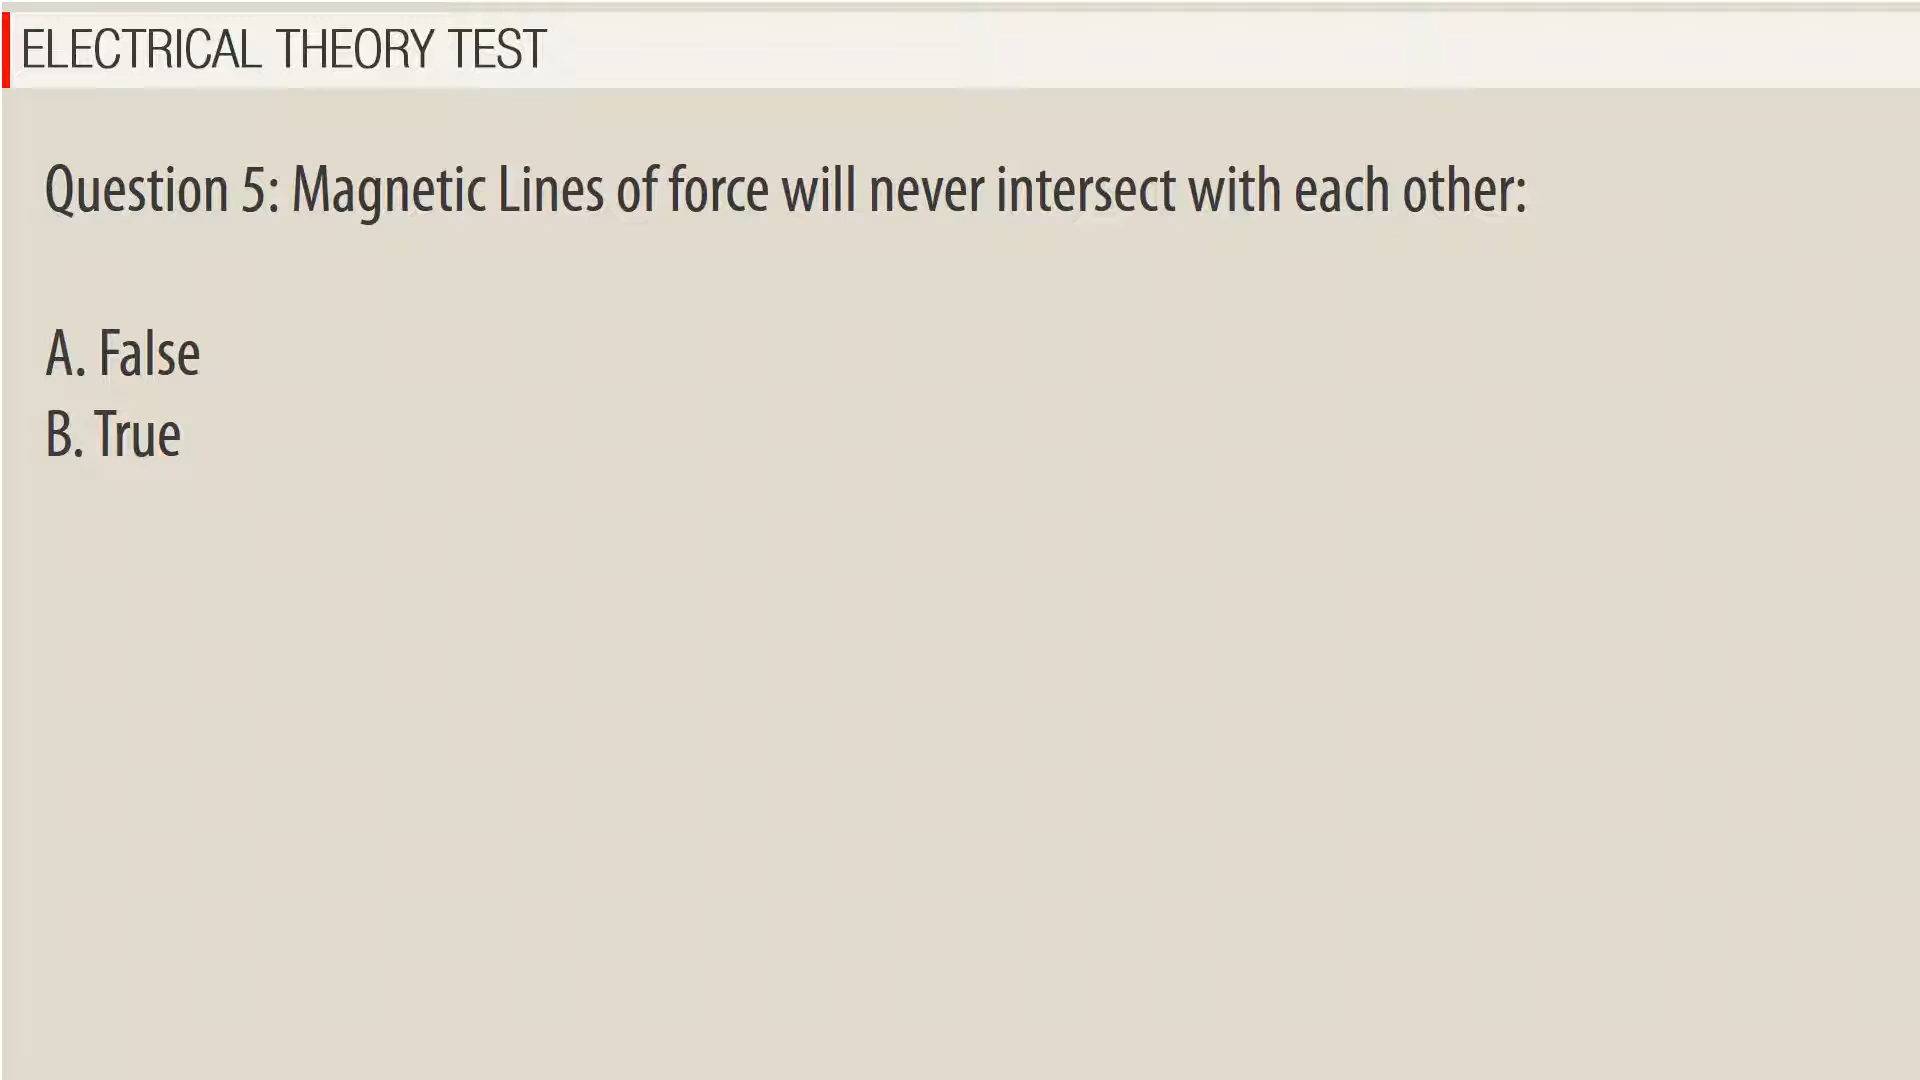 ELECTRICAL THEORY TEST
Question 5: Magnetic Lines of force will never intersect with each other:
A. False
B. True